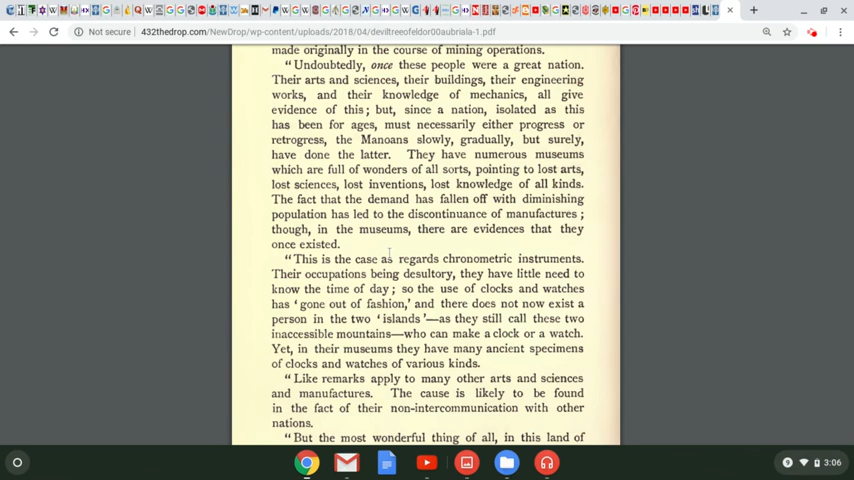 Not secure | 432thedrop.com/NewDrop/wp-content/uploads/2018/04/deviltreeofeldor00aubriala-1.pdf
made originally in the course of mining operations.
“Undoubtedly, once these people were a great nation.
Their arts and sciences, their buildings, their engineering
works, and their knowledge of mechanics, all give
evidence of this; but, since a nation, isolated as this
has been for ages, must necessarily either progress or
retrogress, the Manoans slowly, gradually, but surely,
have done the latter. They have numerous museums
which are full of wonders of all sorts, pointing to lost arts,
lost sciences, lost inventions, lost knowledge of all kinds.
The fact that the demand has fallen off with diminishing
population has led to the discontinuance of manufactures;
though, in the museums, there are evidences that they
once existed.
“This is the case as regards chronometric instruments.
Their occupations being desultory, they have little need to
know the time of day; so the use of clocks and watches
has ‘gone out of fashion,’ and there does not now exist a
person in the two ‘islands’—as they still call these two
inaccessible mountains—who can make a clock or a watch.
Yet, in their museums they have many ancient specimens
of clocks and watches of various kinds.
“Like remarks apply to many other arts and sciences
and manufactures. The cause is likely to be found
in the fact of their non-intercommunication with other
nations.
“But the most wonderful thing of all, in this land of
9
3:06